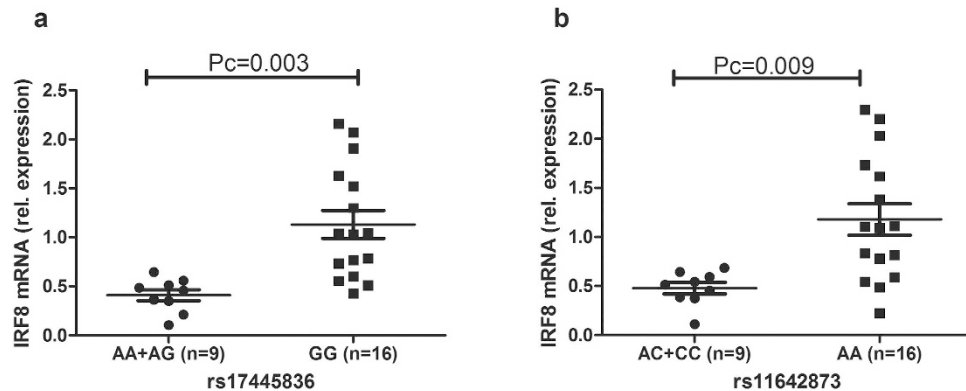 a
Pc=0.003
IRF8 mRNA (rel. expression)
2.5
2.0
1.5
1.0
0.5
0.0
AA+AG (n=9) GG (n=16)
rs17445836
b
Pc=0.009
IRF8 mRNA (rel. expression)
2.5
2.0
1.5
1.0
0.5
0.0
AC+CC (n=9) AA (n=16)
rs11642873